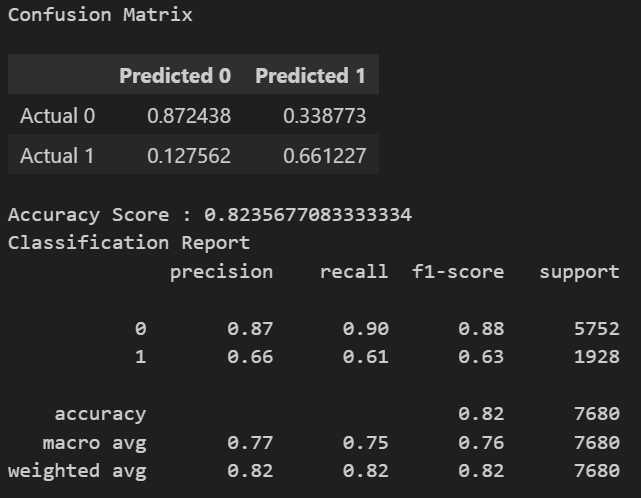 Confusion Matrix
Predicted 0 Predicted 1
Actual 0 0.872438 0.338773
Actual 1 0.127562 0.661227
Accuracy Score : 0.8235677083333334
Classification Report
precision recall f1-score support
0 0.87 0.90 0.88 5752
1 0.66 0.61 0.63 1928
accuracy 0.82 7680
macro avg 0.77 0.75 0.76 7680
weighted avg 0.82 0.82 0.82 7680